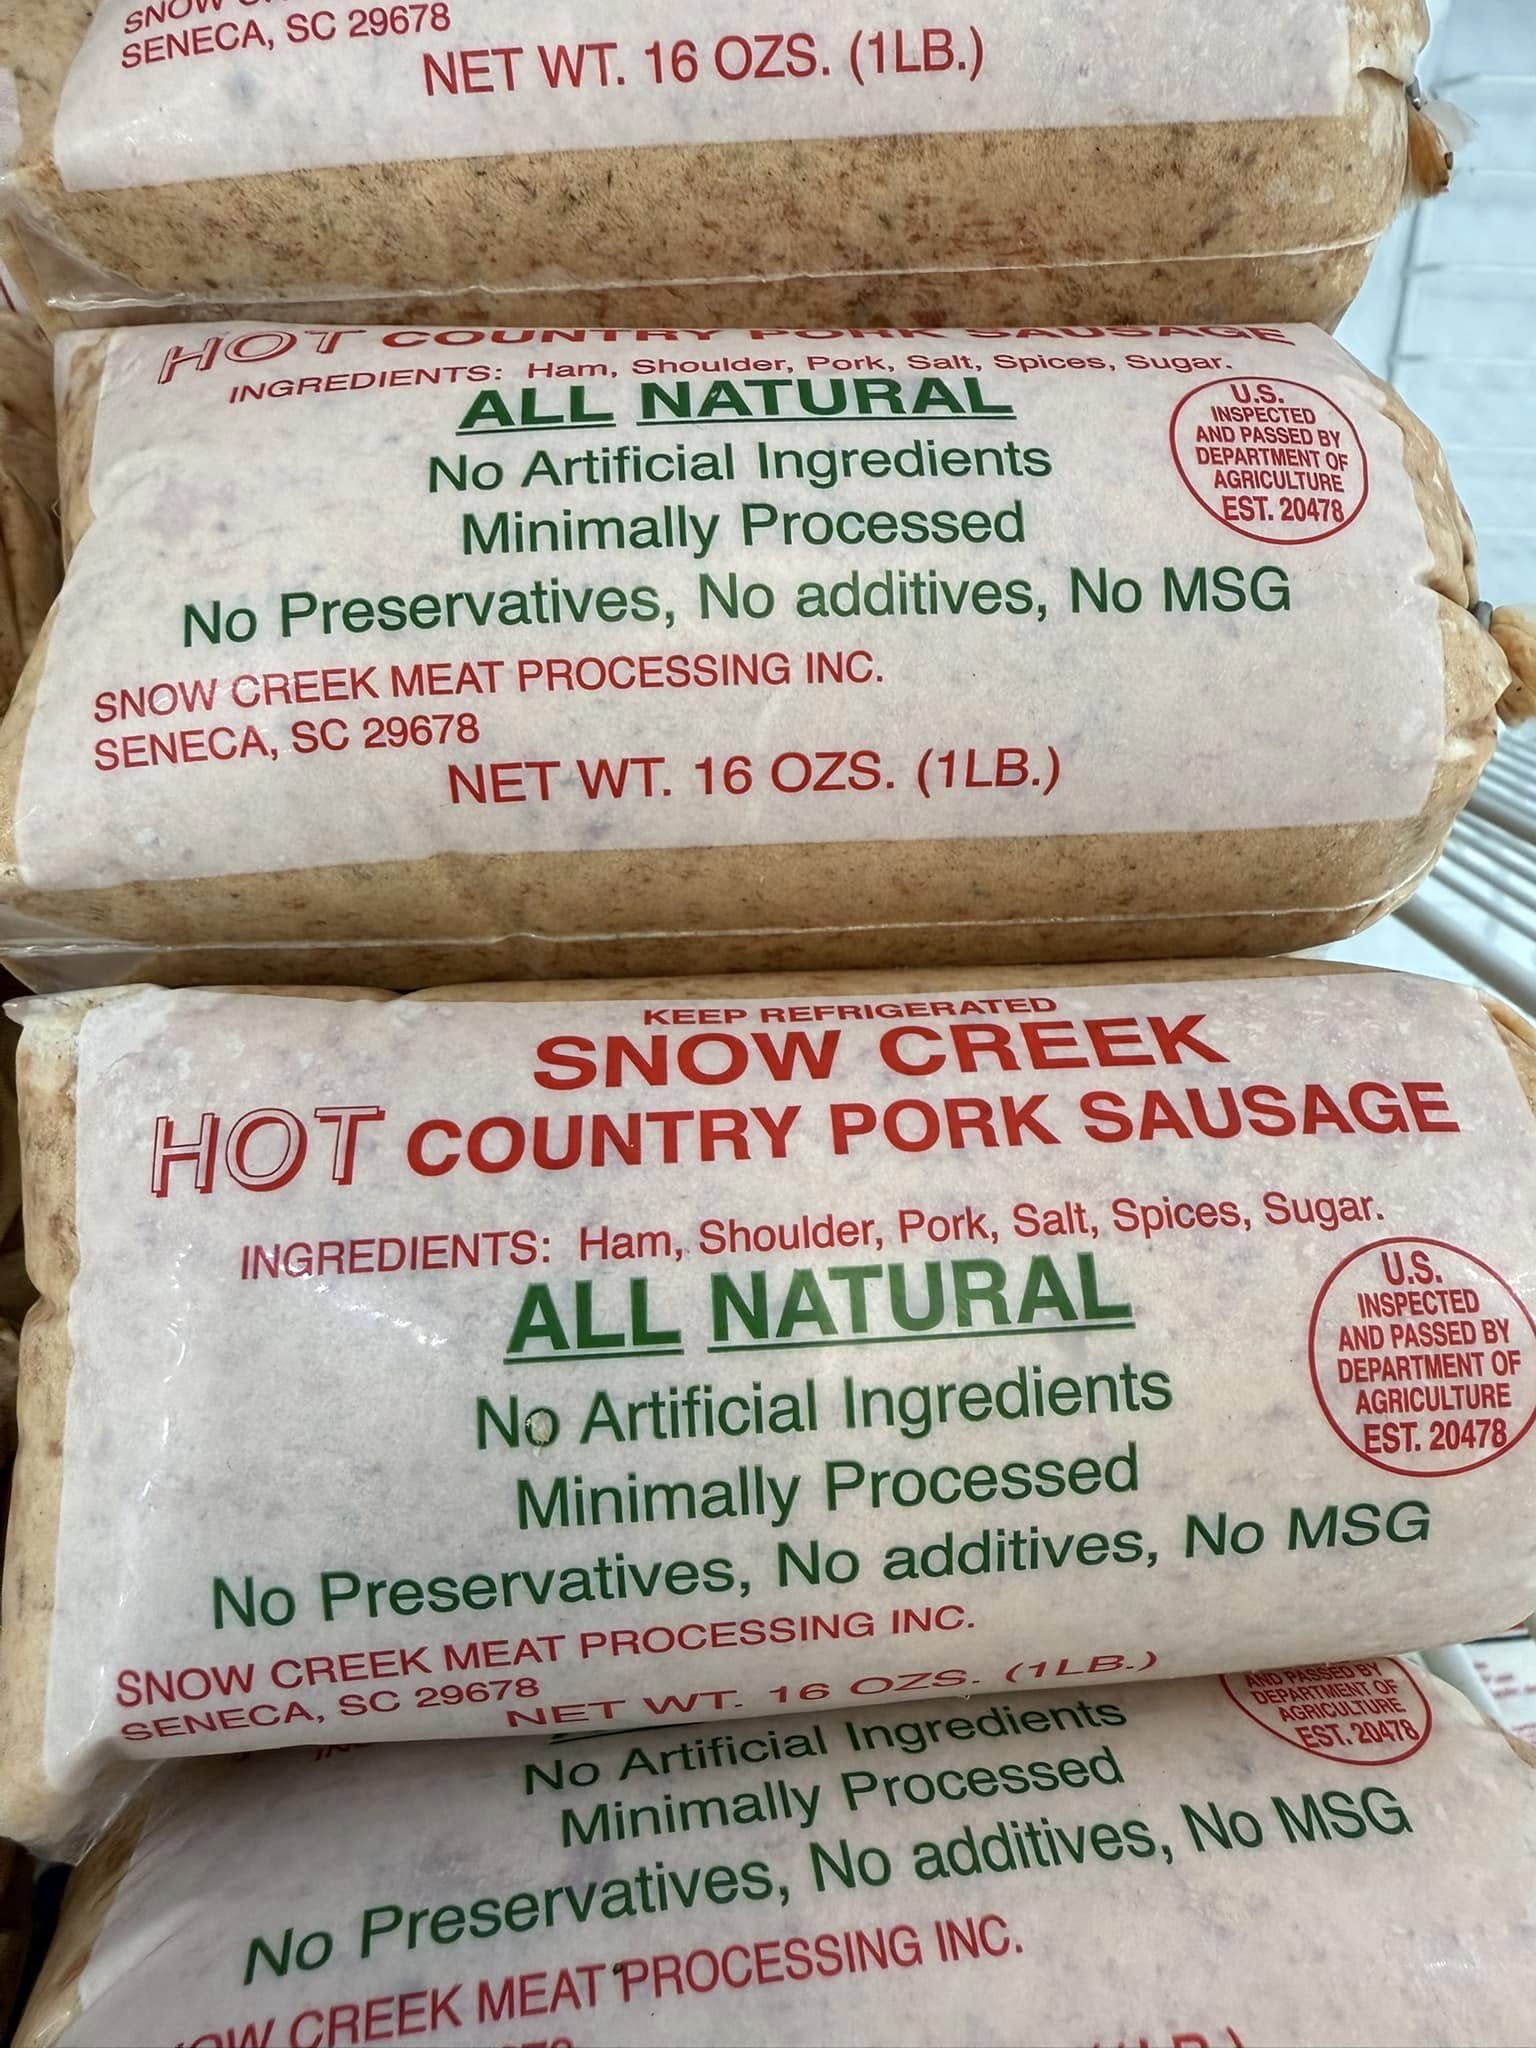 SNOW
SENECA, SC 29678
NET WT. 16 OZS. (1LB.)
HOT COUNTRY PORK SAUSAGE
INGREDIENTS: Ham, Shoulder, Pork, Salt, Spices, Sugar.
ALL NATURAL
No Artificial Ingredients
Minimally Processed
No Preservatives, No additives, No MSG
U.S.
INSPECTED
AND PASSED BY
DEPARTMENT OF
AGRICULTURE
EST. 20478
SNOW CREEK MEAT PROCESSING INC.
SENECA, SC 29678
NET WT. 16 OZS. (1LB.)
KEEP REFRIGERATED
SNOW CREEK
HOT COUNTRY PORK SAUSAGE
INGREDIENTS: Ham, Shoulder, Pork, Salt, Spices, Sugar.
ALL NATURAL
No Artificial Ingredients
Minimally Processed
No Preservatives, No additives, No MSG
U.S.
INSPECTED
AND PASSED BY
DEPARTMENT OF
AGRICULTURE
EST. 20478
SNOW CREEK MEAT PROCESSING INC.
SENECA, SC 29678
NET WT. 16 OZS. (1LB.)
No Artificial Ingredients
Minimally Processed
No Preservatives, No additives, No MSG
AND PASSED BY
DEPARTMENT OF
AGRICULTURE
EST. 20478
OW CREEK MEAT PROCESSING INC.